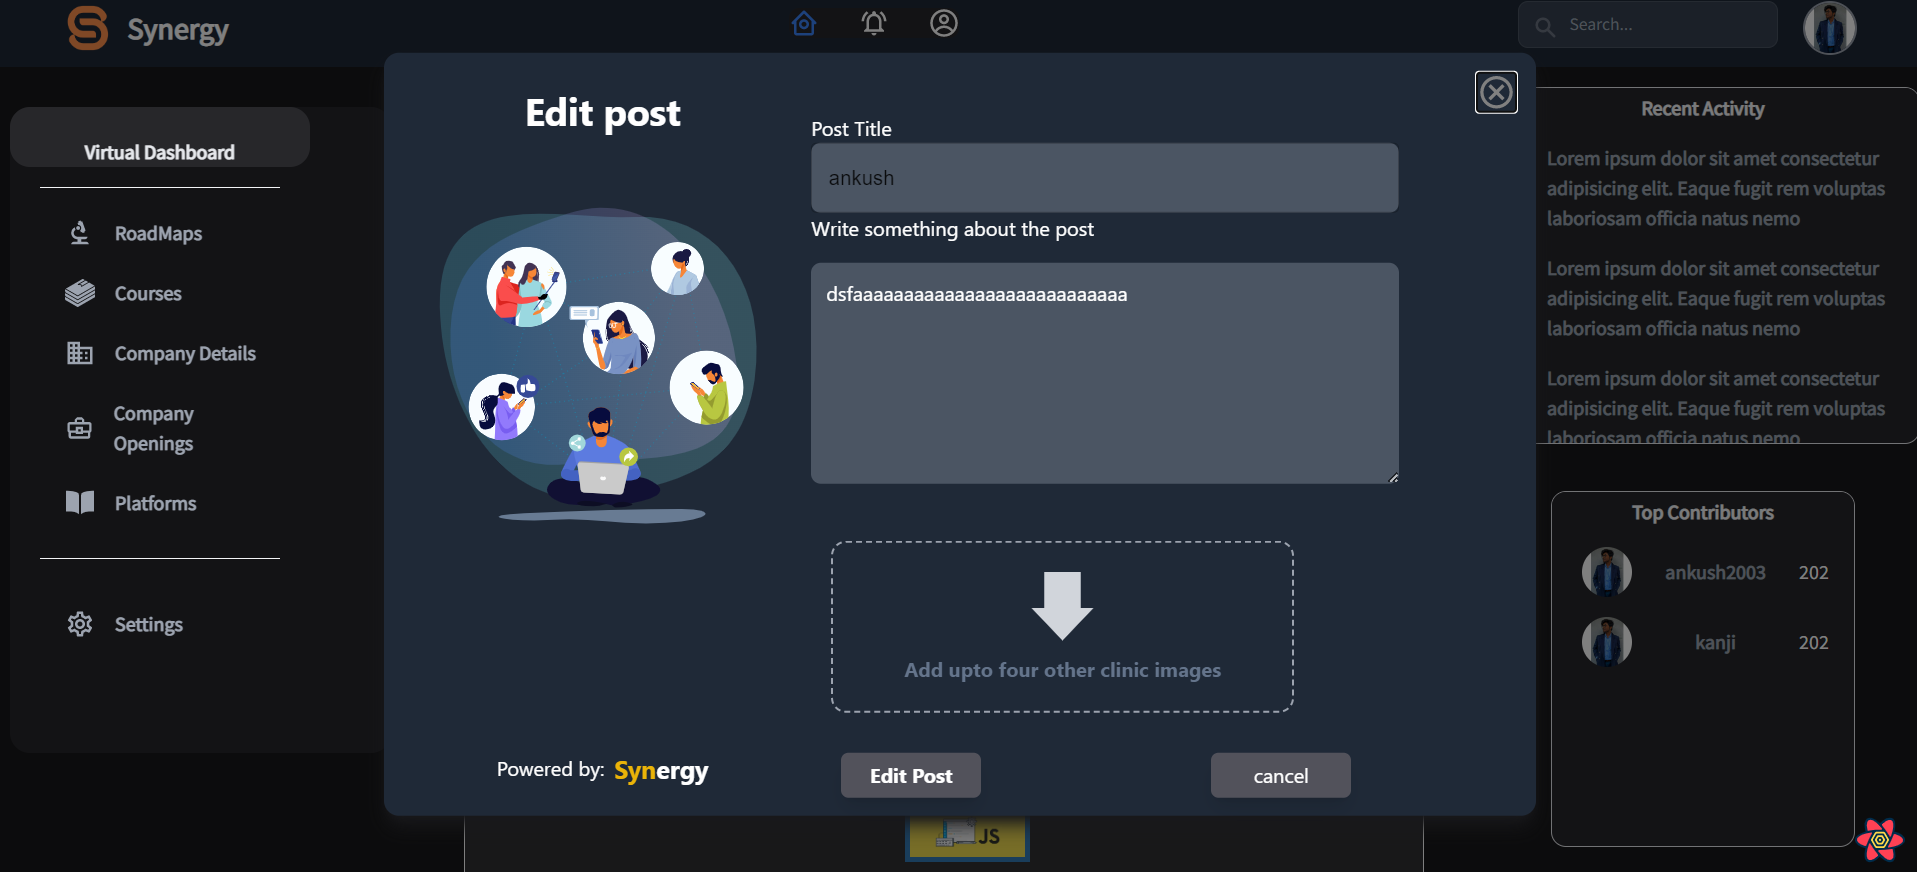 Synergy
Search...
Virtual Dashboard
RoadMaps
Courses
Company Details
Company
Openings
Platforms
Settings
Edit post
Post Title
ankush
Write something about the post
dsfaaaaaaaaaaaaaaaaaaaaaaaaaaa
Add upto four other clinic images
Powered by: Synergy
Edit Post
cancel
JS
Recent Activity
Lorem ipsum dolor sit amet consectetur
adipisicing elit. Eaque fugit rem voluptas
laboriosam officia natus nemo
Lorem ipsum dolor sit amet consectetur
adipisicing elit. Eaque fugit rem voluptas
laboriosam officia natus nemo
Lorem ipsum dolor sit amet consectetur
adipisicing elit. Eaque fugit rem voluptas
laboriosam officia natus nemo
Top Contributors
ankush2003 202
kanji 202